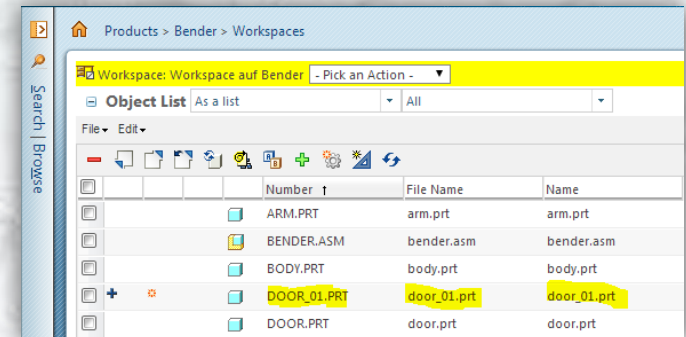 Products > Bender > Workspaces
Search | Browse
Workspace: Workspace auf Bender - Pick an Action -
Object List As a list All
File Edit
Number File Name Name
ARM.PRT arm.prt arm.prt
BENDER.ASM bender.asm bender.asm
BODY.PRT body.prt body.prt
DOOR_01.PRT door_01.prt door_01.prt
DOOR.PRT door.prt door.prt